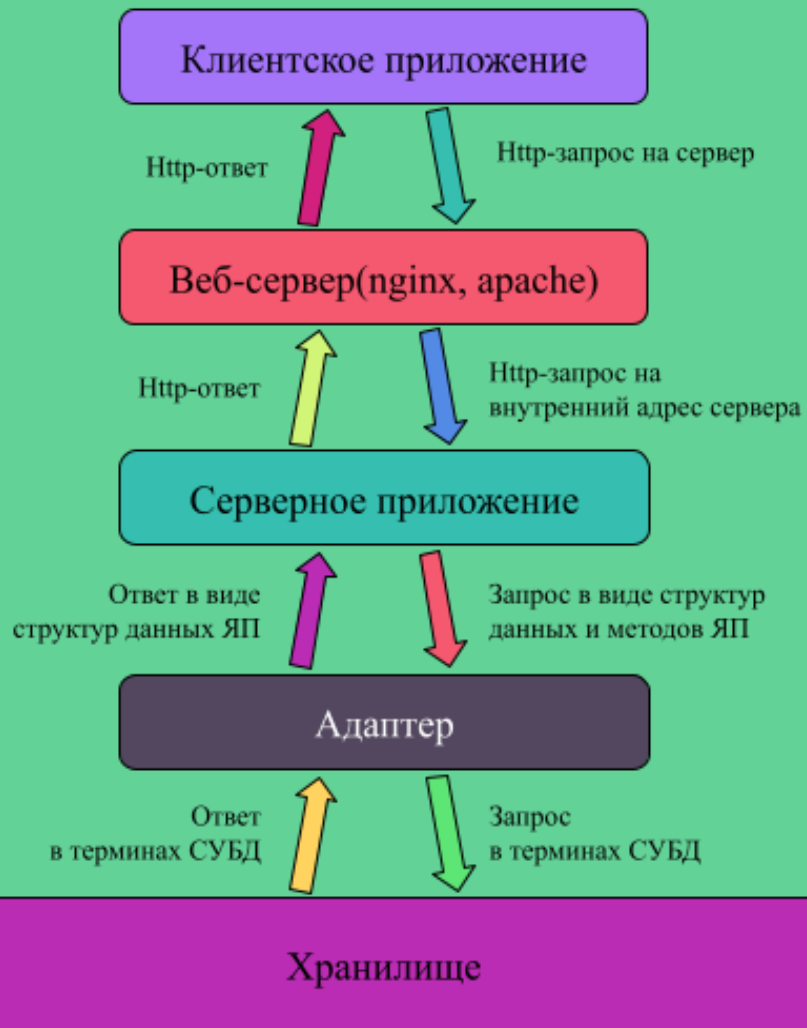 Клиентское приложение
Http-ответ
Http-запрос на сервер
Веб-сервер(nginx, apache)
Http-ответ
Http-запрос на
внутренний адрес сервера
Серверное приложение
Ответ в виде
структур данных ЯП
Запрос в виде структур
данных и методов ЯП
Адаптер
Ответ
в терминах СУБД
Запрос
в терминах СУБД
Хранилище